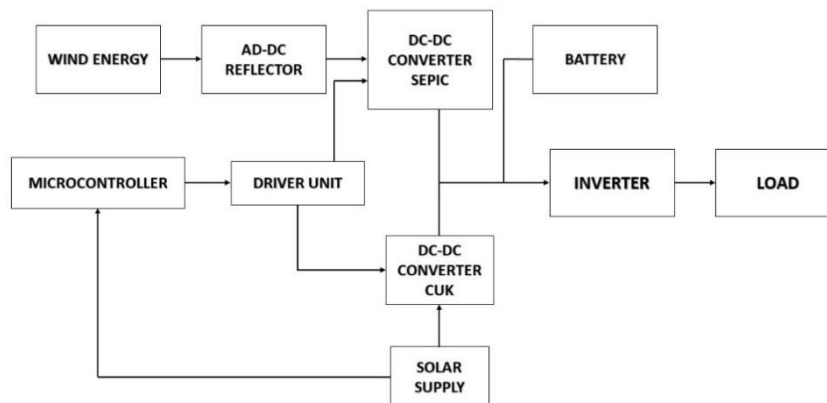 WIND ENERGY
AD-DC
REFLECTOR
DC-DC
CONVERTER
SEPIC
BATTERY
MICROCONTROLLER
DRIVER UNIT
INVERTER
LOAD
DC-DC
CONVERTER
CUK
SOLAR
SUPPLY